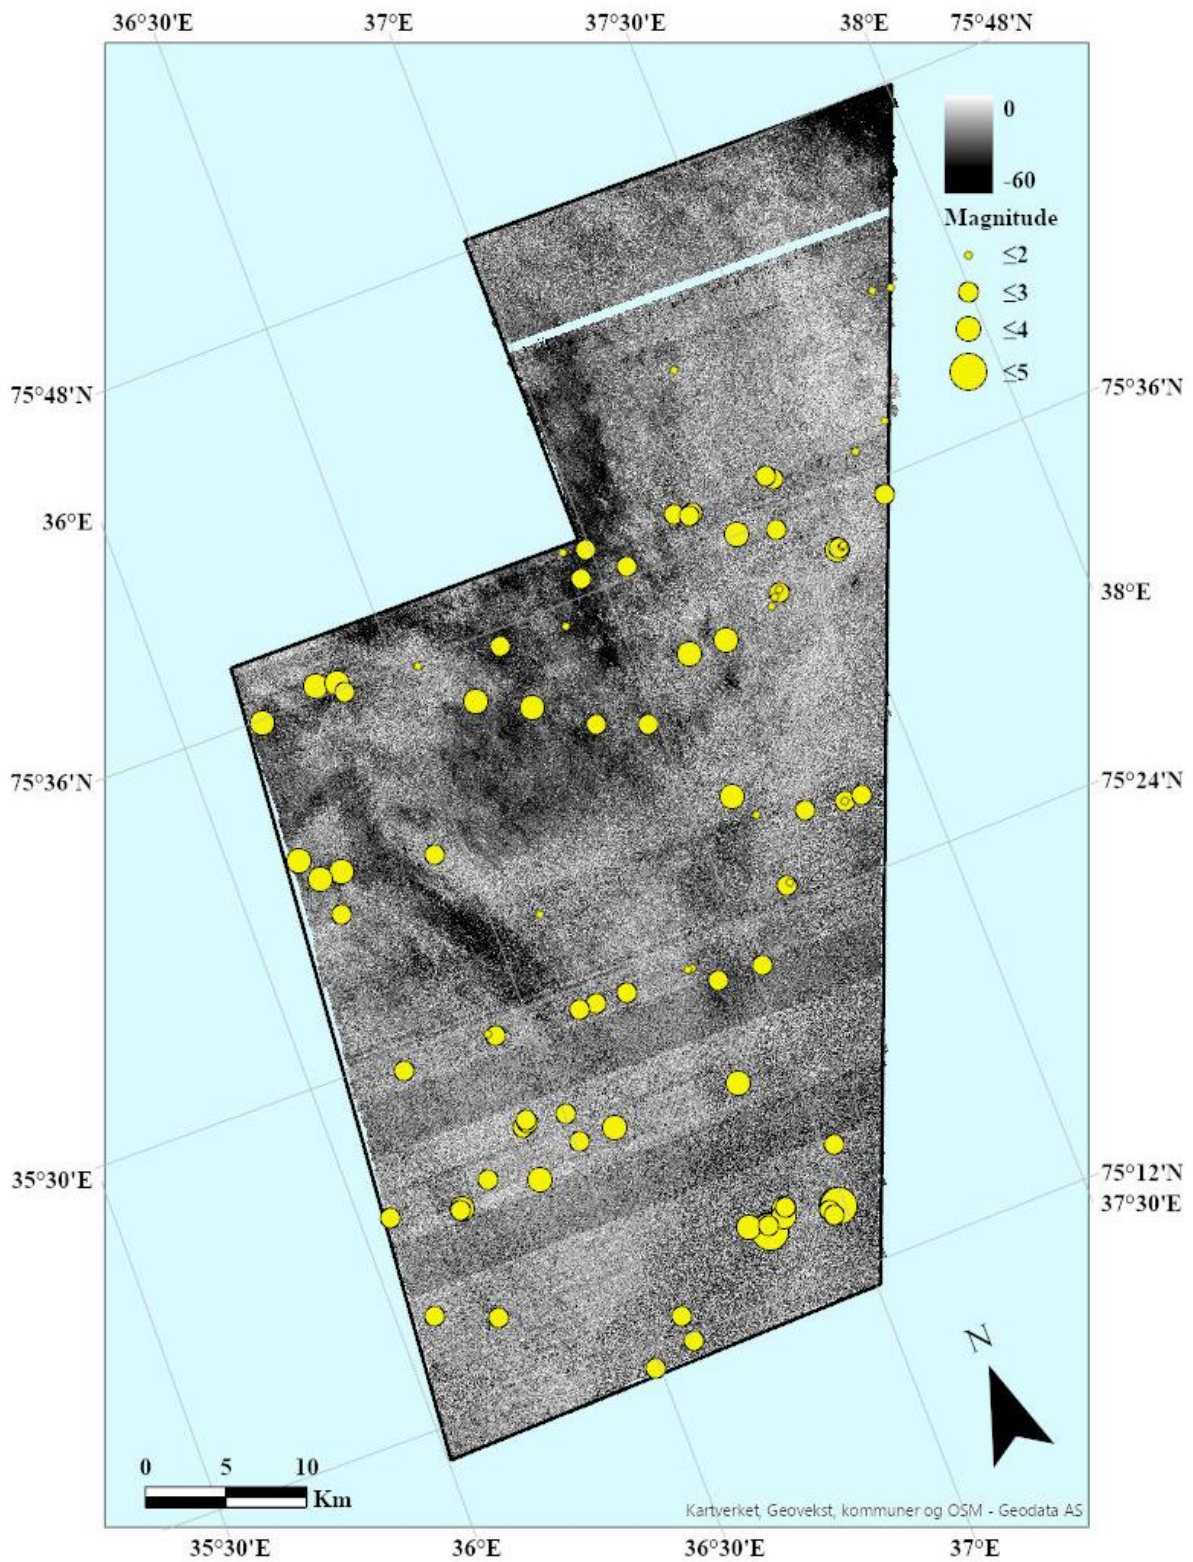 36°30'E 37°E 37°30'E 38°E 75°48'N
0
-60
Magnitude
≤2
≤3
≤4
≤5
75°48'N
75°36'N
36°E
38°E
75°36'N
75°24'N
35°30'E
75°12'N
37°30'E
N
0 5 10
Km
Kartverket, Geovekst, kommuner og OSM - Geodata AS
35°30'E 36°E 36°30'E 37°E